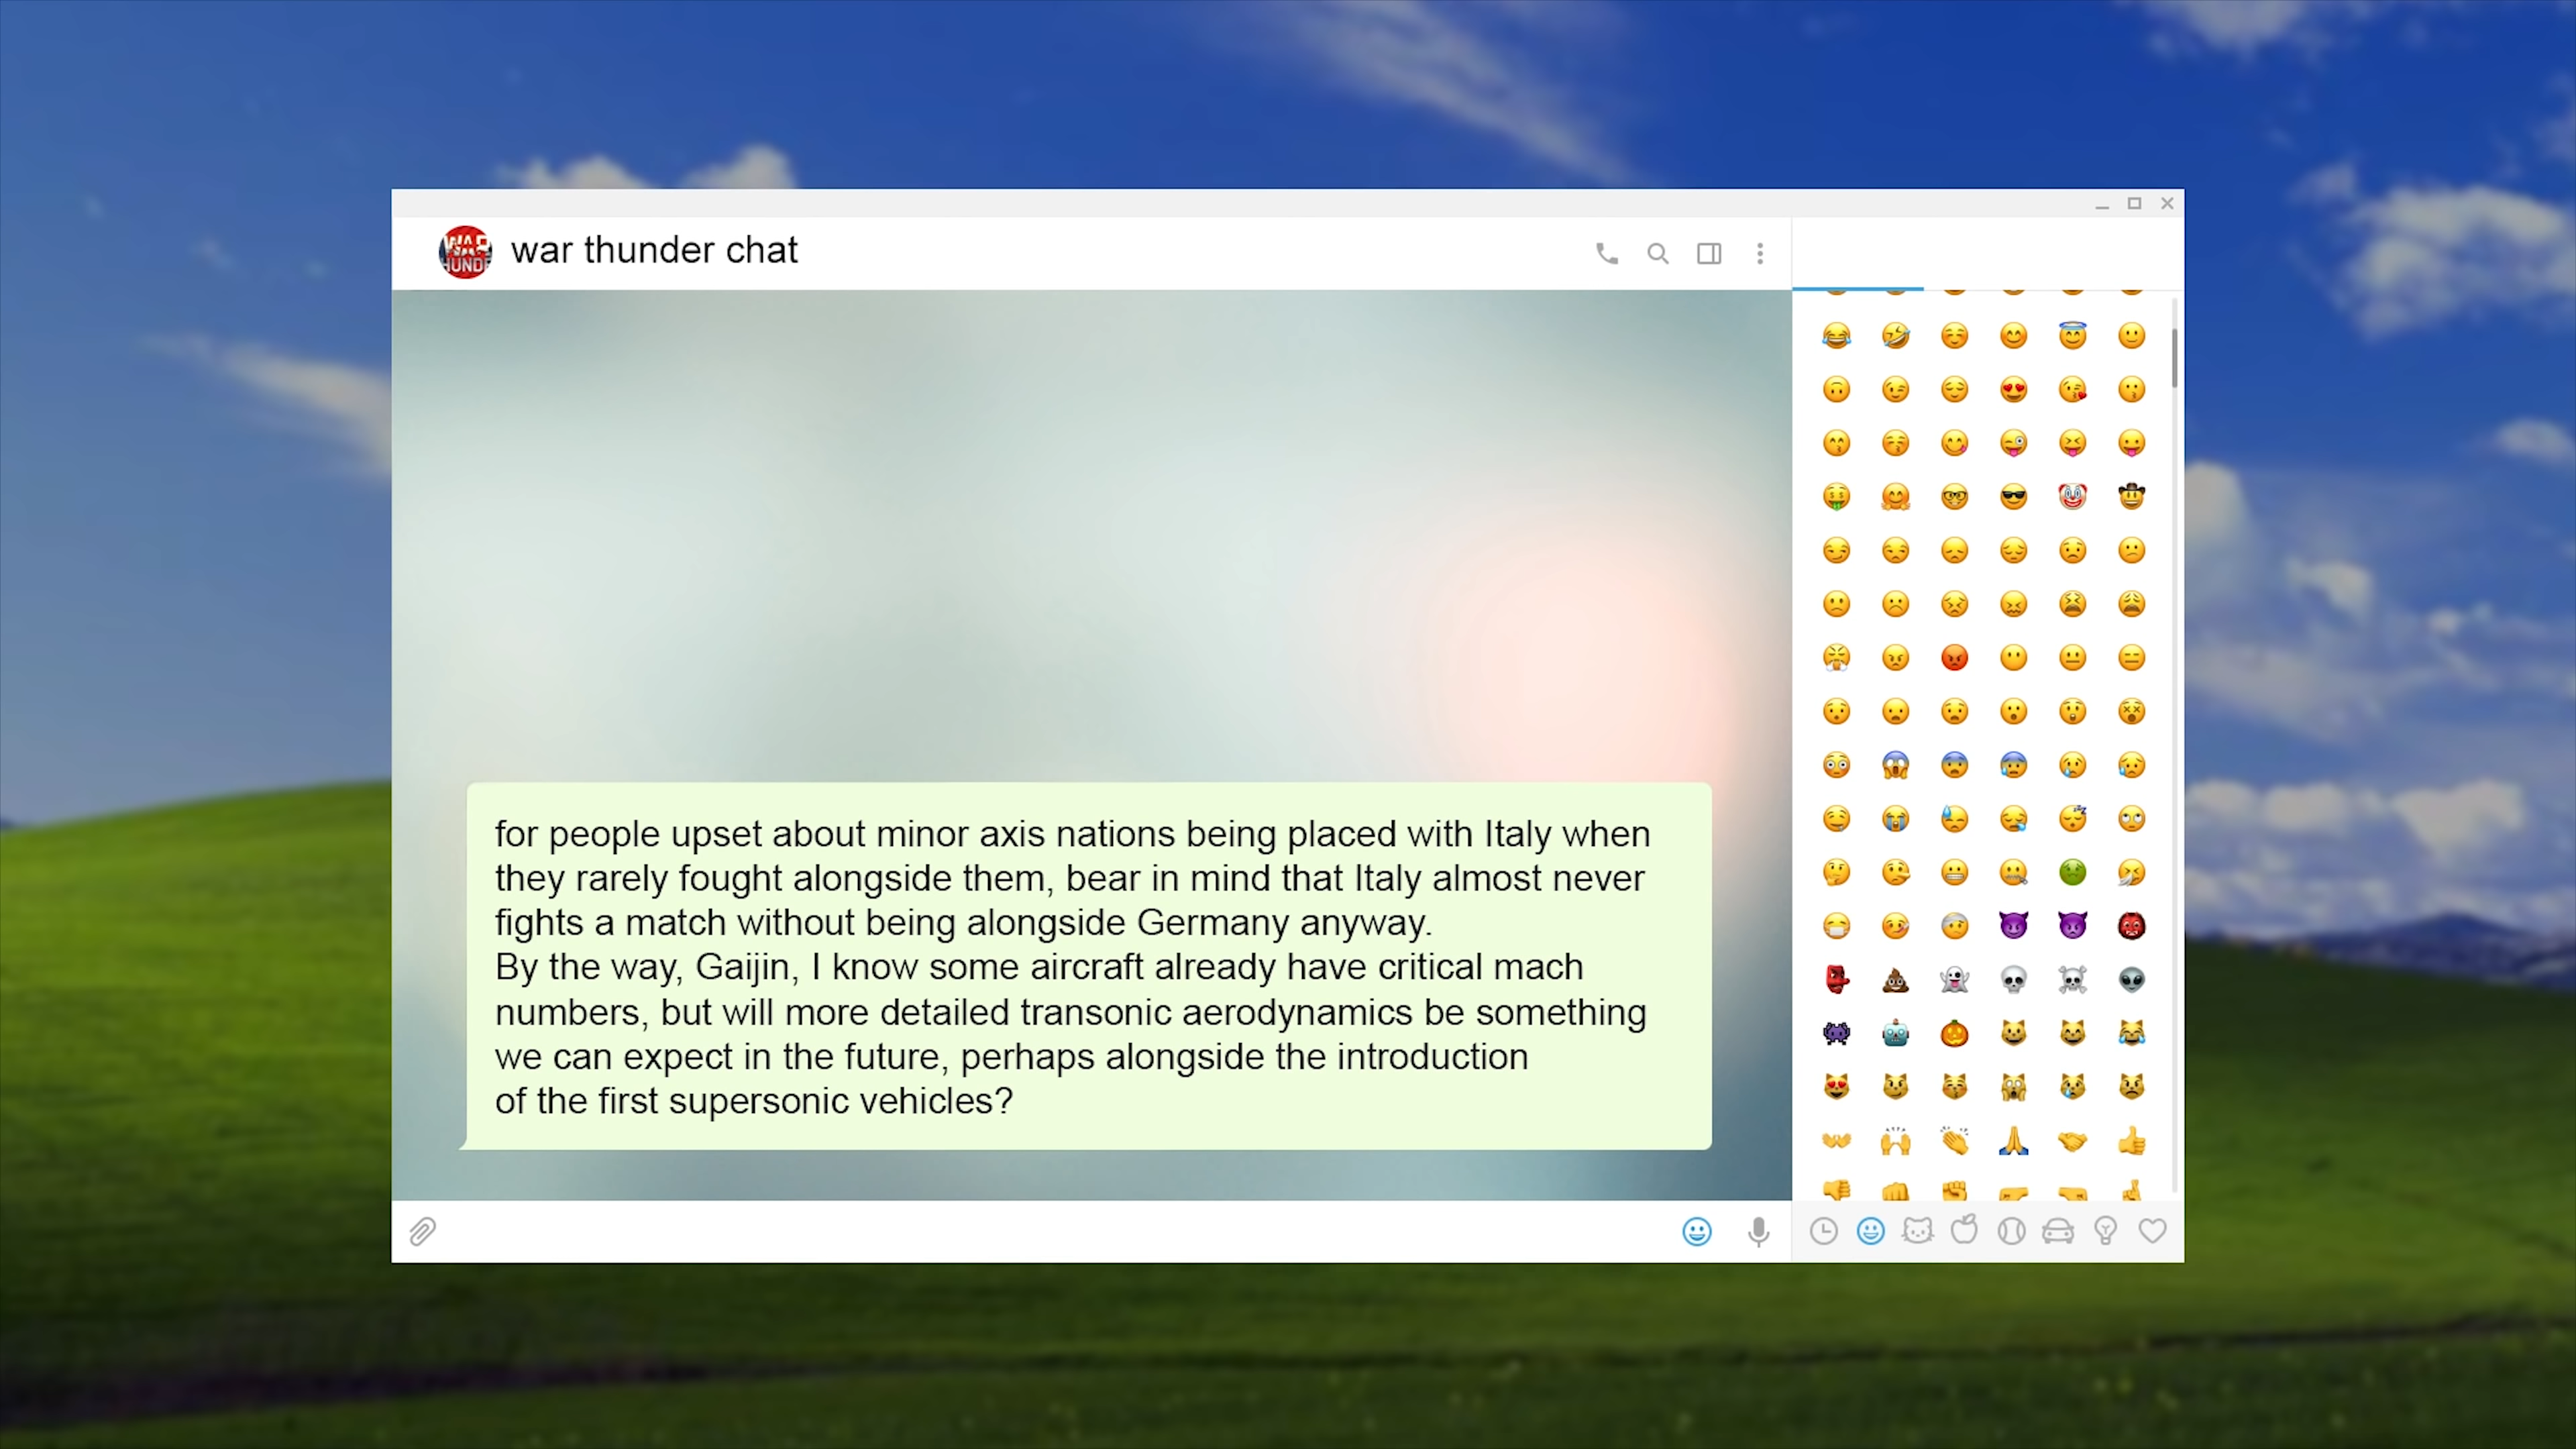 WAR
HUND
war thunder chat
for people upset about minor axis nations being placed with Italy when
they rarely fought alongside them, bear in mind that Italy almost never
fights a match without being alongside Germany anyway.
By the way, Gaijin, I know some aircraft already have critical mach
numbers, but will more detailed transonic aerodynamics be something
we can expect in the future, perhaps alongside the introduction
of the first supersonic vehicles?